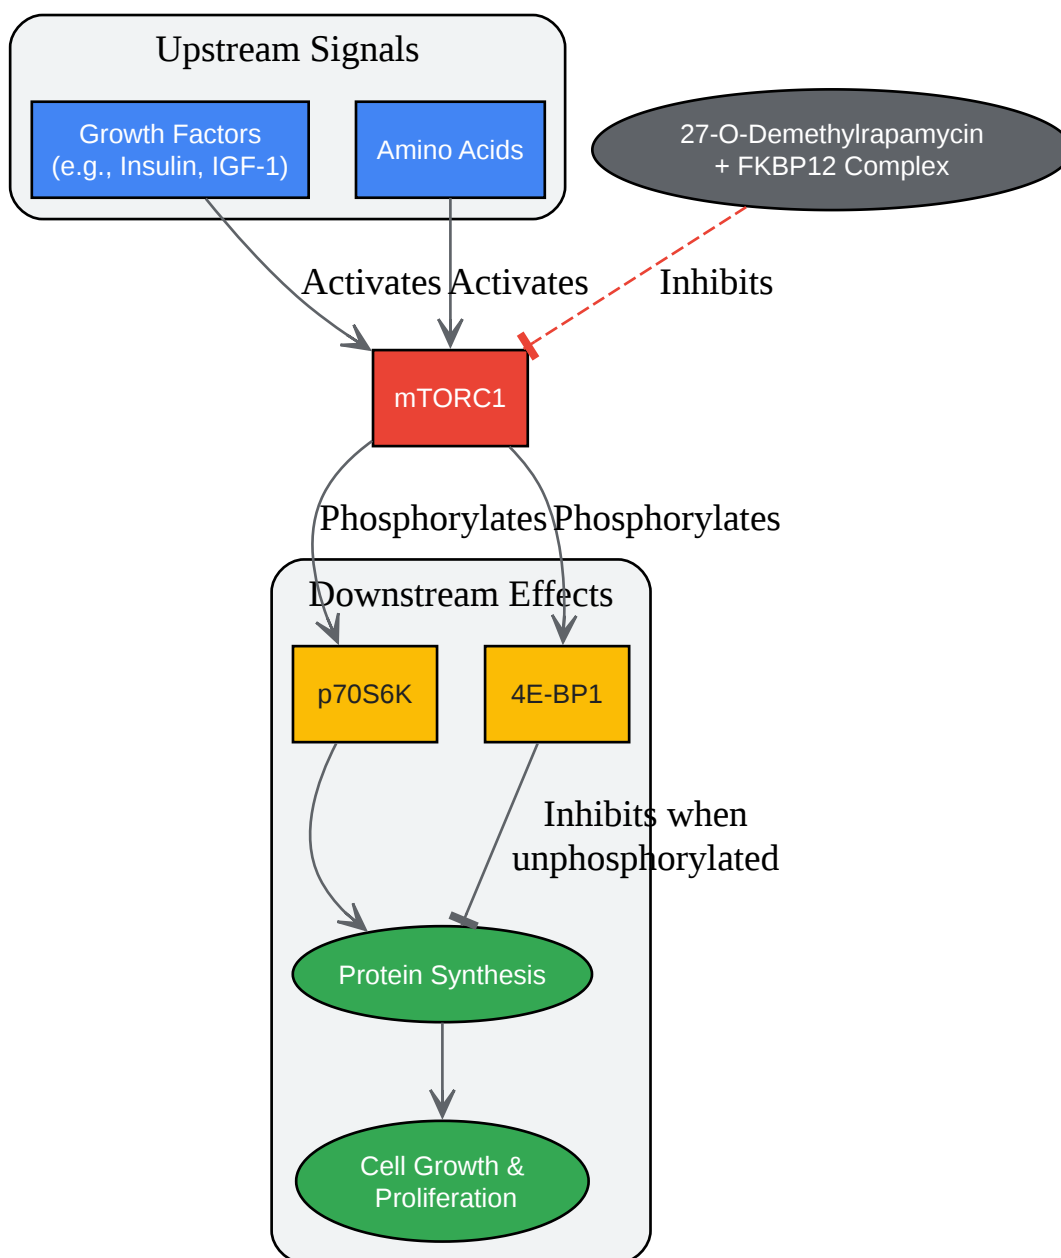 Upstream Signals
Growth Factors
(e.g., Insulin, IGF-1)
Amino Acids
27-O-Demethylrapamycin
+ FKBP12 Complex
Activates
Activates
Inhibits
mTORC1
Phosphorylates
Phosphorylates
Downstream Effects
p70S6K
4E-BP1
Inhibits when
unphosphorylated
Protein Synthesis
Cell Growth &
Proliferation